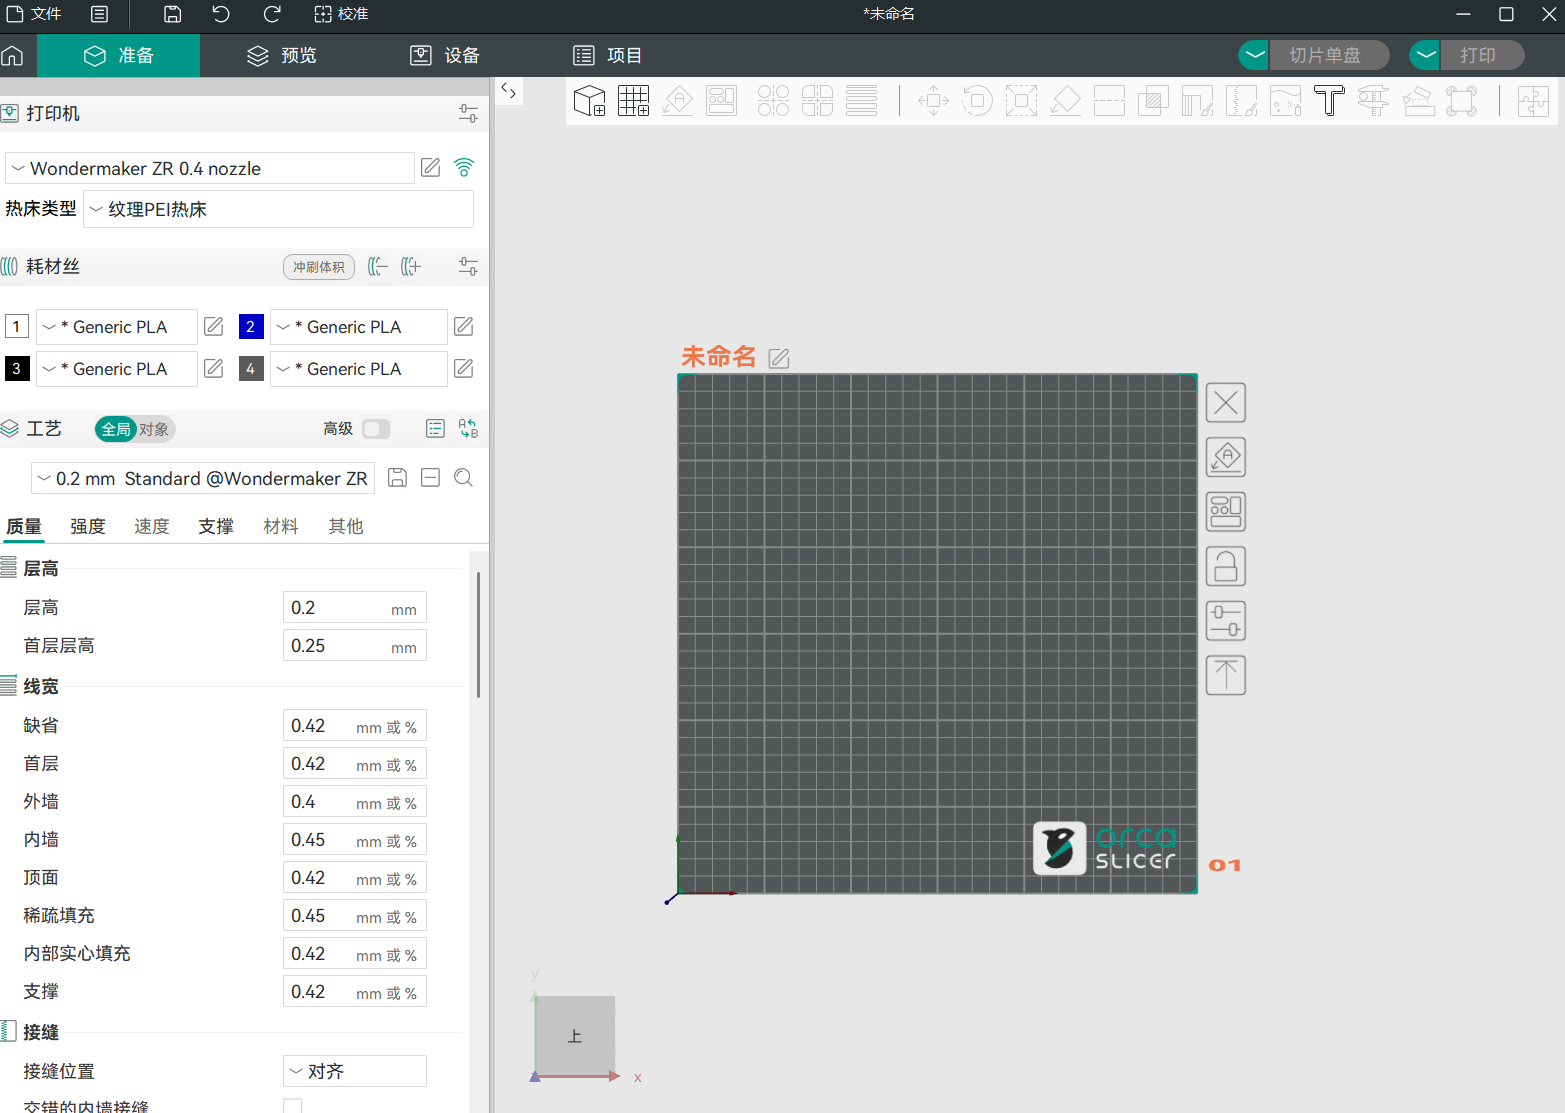 文件 校准 *未命名
准备 预览 设备 项目 切片单盘 打印
打印机
Wondermaker ZR 0.4 nozzle
热床类型 纹理PEI热床
耗材丝 冲刷体积
1 * Generic PLA 2 * Generic PLA
3 * Generic PLA 4 * Generic PLA
工艺 全局 对象 高级
0.2 mm Standard @Wondermaker ZR
质量 强度 速度 支撑 材料 其他
层高
层高 0.2 mm
首层层高 0.25 mm
线宽
缺省 0.42 mm 或 %
首层 0.42 mm 或 %
外墙 0.4 mm 或 %
内墙 0.45 mm 或 %
顶面 0.42 mm 或 %
稀疏填充 0.45 mm 或 %
内部实心填充 0.42 mm 或 %
支撑 0.42 mm 或 %
接缝
接缝位置 对齐
交错的内墙接缝
未命名
orca
SLICER
01
y
上
x